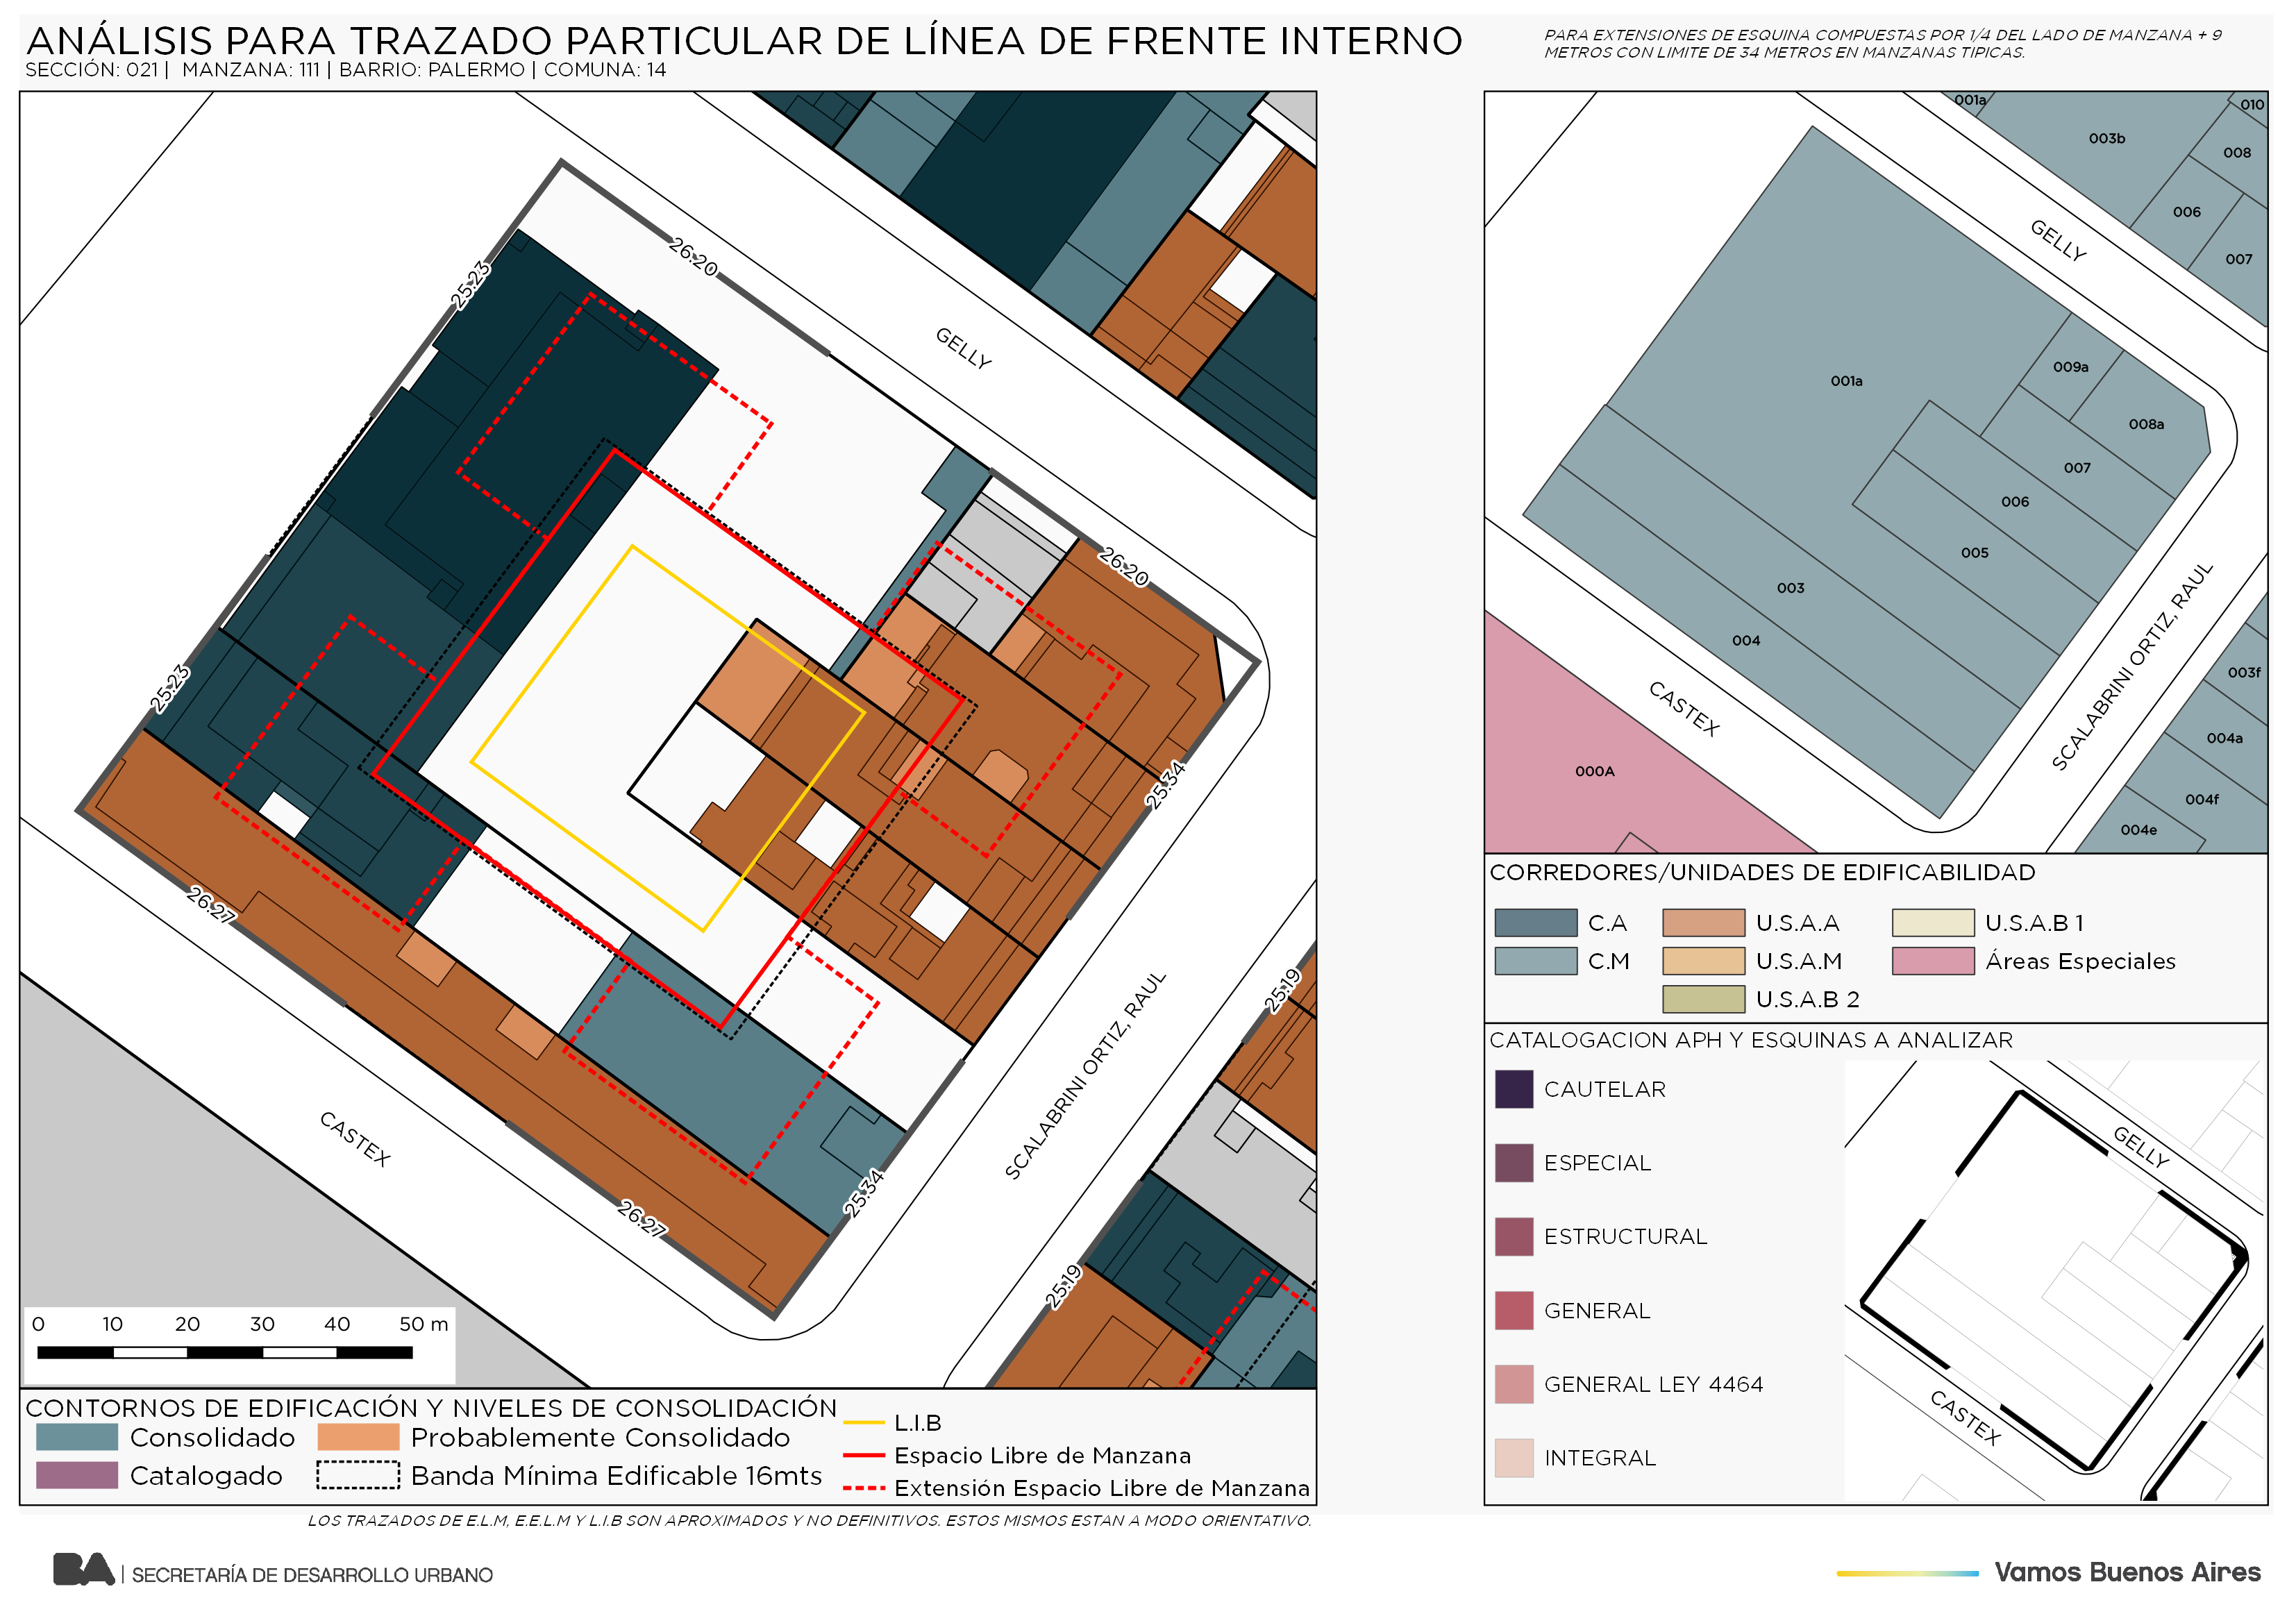 ANÁLISIS PARA TRAZADO PARTICULAR DE LÍNEA DE FRENTE INTERNO
SECCIÓN: 021 | MANZANA: 111 | BARRIO: PALERMO | COMUNA: 14
PARA EXTENSIONES DE ESQUINA COMPUESTAS POR 1/4 DEL LADO DE MANZANA + 9
METROS CON LIMITE DE 34 METROS EN MANZANAS TIPICAS.
26.20
25.23
GELLY
26.20
25.23
25.34
26.27
25.19
SCALABRINI ORTIZ, RAUL
CASTEX
25.34
26.27
25.19
0 10 20 30 40 50 m
CONTORNOS DE EDIFICACIÓN Y NIVELES DE CONSOLIDACIÓN
Consolidado
Probablemente Consolidado
Catalogado
Banda Mínima Edificable 16mts
L.I.B
Espacio Libre de Manzana
Extensión Espacio Libre de Manzana
LOS TRAZADOS DE E.L.M, E.E.L.M Y L.I.B SON APROXIMADOS Y NO DEFINITIVOS. ESTOS MISMOS ESTAN A MODO ORIENTATIVO.
001a
010
003b
008
006
GELLY
007
009a
001a
008a
007
006
005
003
SCALABRINI ORTIZ, RAUL
004
003f
CASTEX
004a
000A
004f
004e
CORREDORES/UNIDADES DE EDIFICABILIDAD
C.A
U.S.A.A
U.S.A.B 1
C.M
U.S.A.M
Áreas Especiales
U.S.A.B 2
CATALOGACION APH Y ESQUINAS A ANALIZAR
CAUTELAR
ESPECIAL
ESTRUCTURAL
GENERAL
GENERAL LEY 4464
INTEGRAL
GELLY
CASTEX
BA | SECRETARÍA DE DESARROLLO URBANO
Vamos Buenos Aires